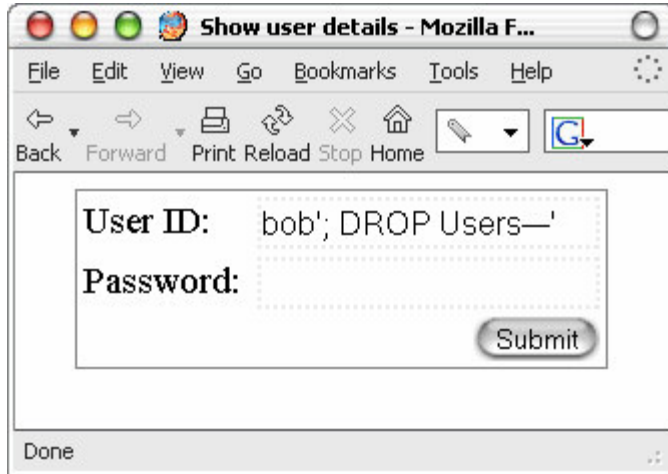 Show user details - Mozilla F...
File Edit View Go Bookmarks Tools Help
Back Forward Print Reload Stop Home G
User ID: bob'; DROP Users—'
Password:
Submit
Done